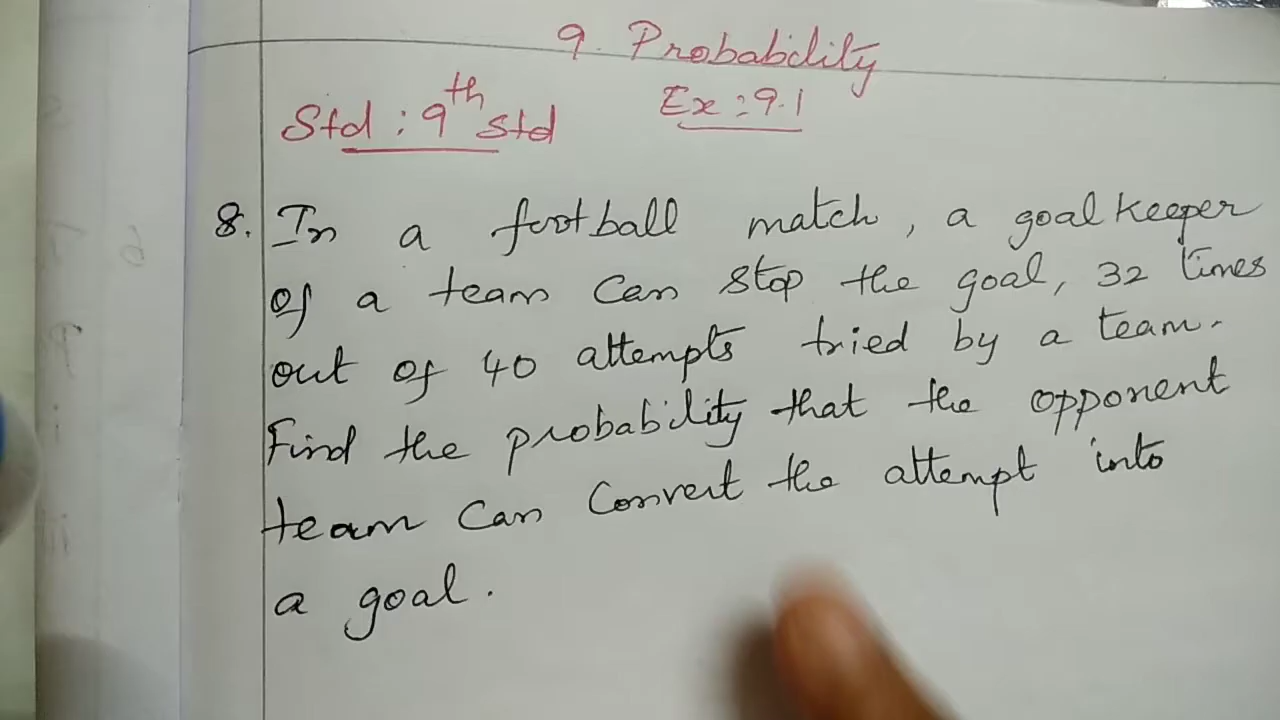 9. Probability
Std : 9th std
Ex : 9.1
8. In a football match, a goalkeeper
of a team can stop the goal, 32 times
out of 40 attempts tried by a team.
Find the probability that the opponent
team can convert the attempt into
a goal.